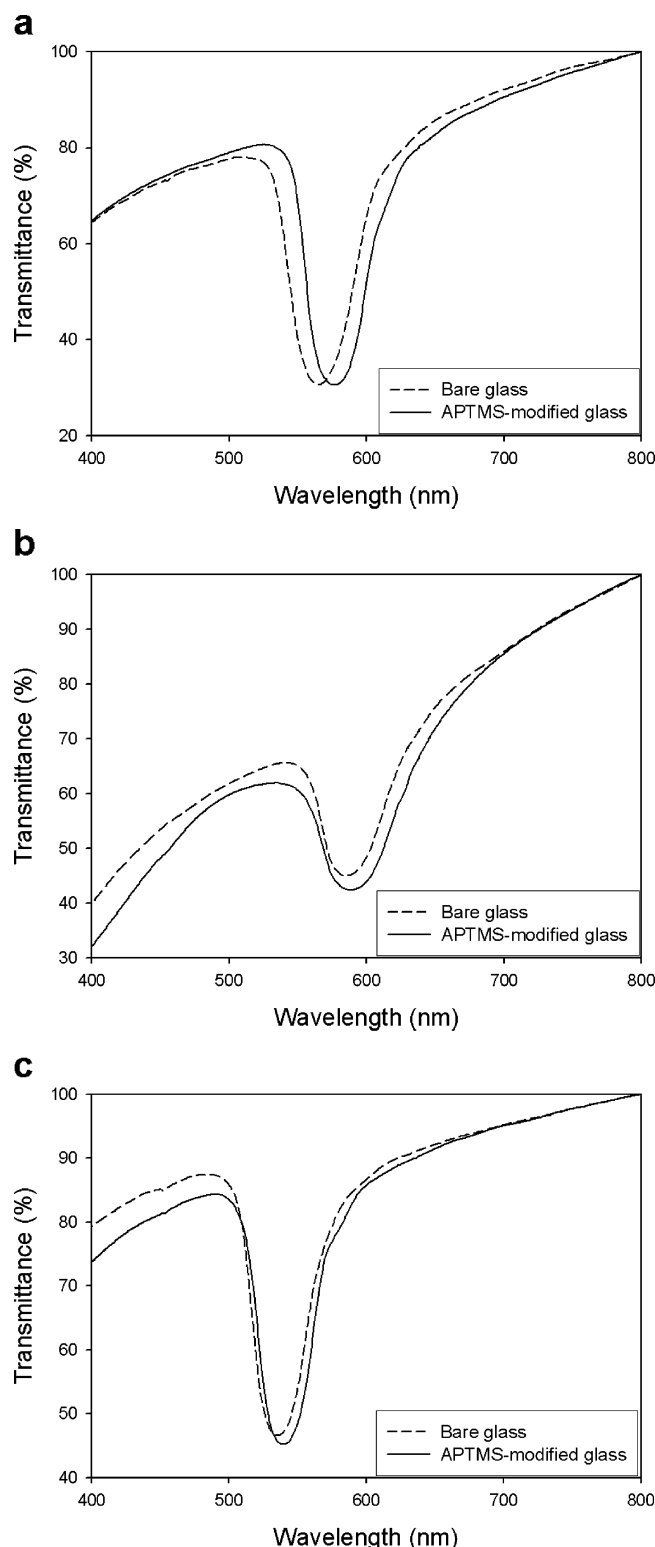 a
100
80
60
40
20
Transmittance (%)
Bare glass
APTMS-modified glass
400 500 600 700 800
Wavelength (nm)
b
100
90
80
70
60
50
40
30
Transmittance (%)
Bare glass
APTMS-modified glass
400 500 600 700 800
Wavelength (nm)
c
100
90
80
70
60
50
40
Transmittance (%)
Bare glass
APTMS-modified glass
400 500 600 700 800
Wavelength (nm)